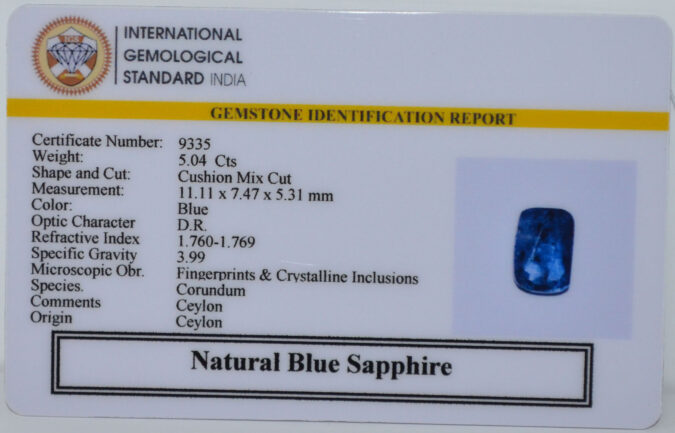 IGS
INTERNATIONAL
GEMOLOGICAL
STANDARD INDIA
GEMSTONE IDENTIFICATION REPORT
Certificate Number: 9335
Weight: 5.04 Cts
Shape and Cut: Cushion Mix Cut
Measurement: 11.11 x 7.47 x 5.31 mm
Color: Blue
Optic Character D.R.
Refractive Index 1.760-1.769
Specific Gravity 3.99
Microscopic Obr. Fingerprints & Crystalline Inclusions
Species. Corundum
Comments Ceylon
Origin Ceylon
Natural Blue Sapphire